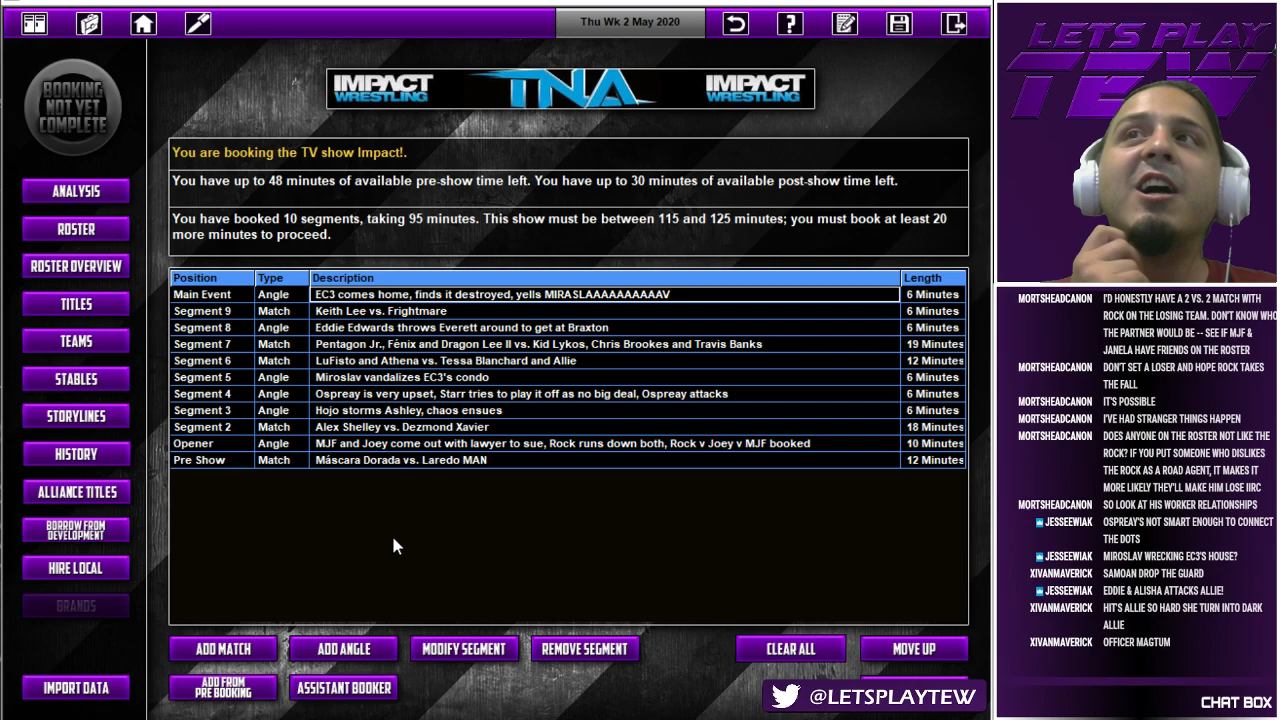 Thu Wk 2 May 2020
LETS PLAY
TEW
BOOKING
NOT YET
COMPLETE
IMPACT
WRESTLING
TNA
IMPACT
WRESTLING
You are booking the TV show Impact!.
You have up to 48 minutes of available pre-show time left. You have up to 30 minutes of available post-show time left.
You have booked 10 segments, taking 95 minutes. This show must be between 115 and 125 minutes; you must book at least 20
more minutes to proceed.
ANALYSIS
ROSTER
ROSTER OVERVIEW
TITLES
TEAMS
STABLES
STORYLINES
HISTORY
ALLIANCE TITLES
BORROW FROM
DEVELOPMENT
HIRE LOCAL
BRANDS
IMPORT DATA
Position Type Description Length
Main Event Angle EC3 comes home, finds it destroyed, yells MIRASLAAAAAAAAAAV 6 Minutes
Segment 9 Match Keith Lee vs. Frightmare 6 Minutes
Segment 8 Angle Eddie Edwards throws Everett around to get at Braxton 6 Minutes
Segment 7 Match Pentagon Jr., Fénix and Dragon Lee II vs. Kid Lykos, Chris Brookes and Travis Banks 19 Minutes
Segment 6 Match LuFisto and Athena vs. Tessa Blanchard and Allie 12 Minutes
Segment 5 Angle Miroslav vandalizes EC3's condo 6 Minutes
Segment 4 Angle Ospreay is very upset, Starr tries to play it off as no big deal, Ospreay attacks 6 Minutes
Segment 3 Angle Hojo storms Ashley, chaos ensues 6 Minutes
Segment 2 Match Alex Shelley vs. Dezmond Xavier 18 Minutes
Opener Angle MJF and Joey come out with lawyer to sue, Rock runs down both, Rock v Joey v MJF booked 10 Minutes
Pre Show Match Máscara Dorada vs. Laredo MAN 12 Minutes
ADD MATCH ADD ANGLE MODIFY SEGMENT REMOVE SEGMENT CLEAR ALL MOVE UP
ADD FROM
PRE BOOKING
ASSISTANT BOOKER
@LETSPLAYTEW
MORTSHEADCANON I'D HONESTLY HAVE A 2 VS. 2 MATCH WITH
ROCK ON THE LOSING TEAM. DON'T KNOW WHO
THE PARTNER WOULD BE -- SEE IF MJF &
JANELA HAVE FRIENDS ON THE ROSTER
MORTSHEADCANON DON'T SET A LOSER AND HOPE ROCK TAKES
THE FALL
MORTSHEADCANON IT'S POSSIBLE
MORTSHEADCANON I'VE HAD STRANGER THINGS HAPPEN
MORTSHEADCANON DOES ANYONE ON THE ROSTER NOT LIKE THE
ROCK? IF YOU PUT SOMEONE WHO DISLIKES
THE ROCK AS A ROAD AGENT, IT MAKES IT
MORE LIKELY THEY'LL MAKE HIM LOSE IIRC
MORTSHEADCANON SO LOOK AT HIS WORKER RELATIONSHIPS
JESSEEWIAK OSPREAY'S NOT SMART ENOUGH TO CONNECT
THE DOTS
JESSEEWIAK MIROSLAV WRECKING EC3'S HOUSE?
XIVANMAVERICK SAMOAN DROP THE GUARD
JESSEEWIAK EDDIE & ALISHA ATTACKS ALLIE!
XIVANMAVERICK HIT'S ALLIE SO HARD SHE TURN INTO DARK
ALLIE
XIVANMAVERICK OFFICER MAGTUM
CHAT BOX